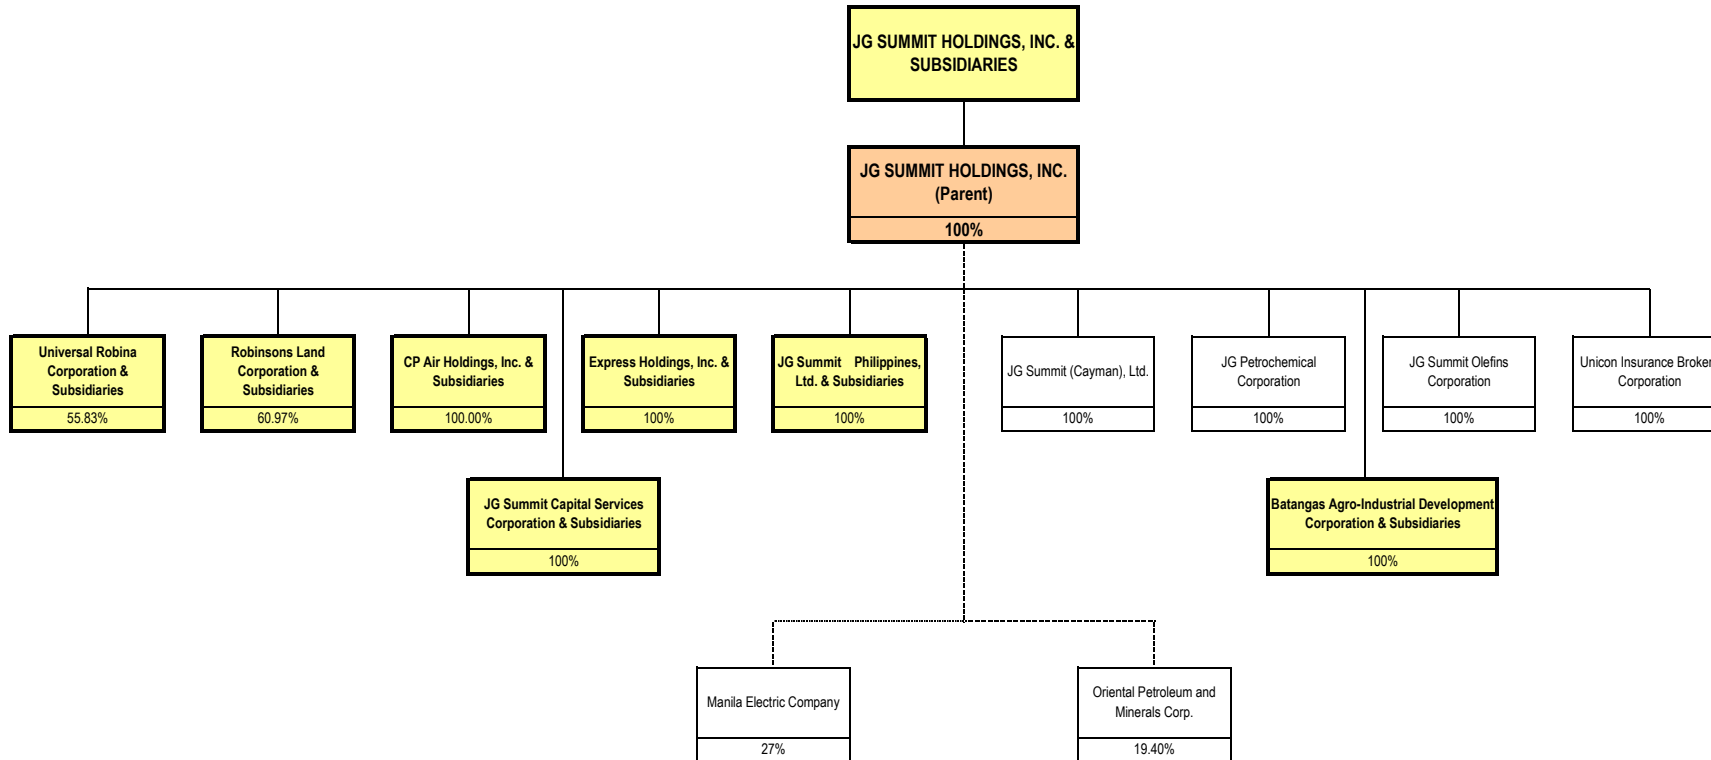 JG SUMMIT HOLDINGS, INC. &
SUBSIDIARIES
JG SUMMIT HOLDINGS, INC.
(Parent)
100%
Universal Robina
Corporation &
Subsidiaries
55.83%
Robinsons Land
Corporation &
Subsidiaries
60.97%
CP Air Holdings, Inc. &
Subsidiaries
100.00%
Express Holdings, Inc. &
Subsidiaries
100%
JG Summit Philippines,
Ltd. & Subsidiaries
100%
JG Summit (Cayman), Ltd.
100%
JG Petrochemical
Corporation
100%
JG Summit Olefins
Corporation
100%
Unicon Insurance Broker
Corporation
100%
JG Summit Capital Services
Corporation & Subsidiaries
100%
Batangas Agro-Industrial Development
Corporation & Subsidiaries
100%
Manila Electric Company
27%
Oriental Petroleum and
Minerals Corp.
19.40%